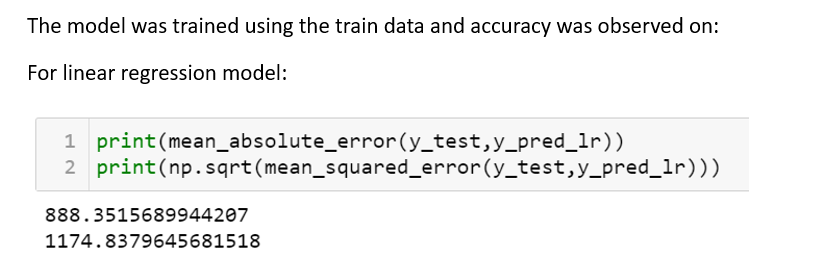 The model was trained using the train data and accuracy was observed on:
For linear regression model:
1 print(mean_absolute_error(y_test,y_pred_lr))
2 print(np.sqrt(mean_squared_error(y_test,y_pred_lr)))
888.3515689944207
1174.8379645681518